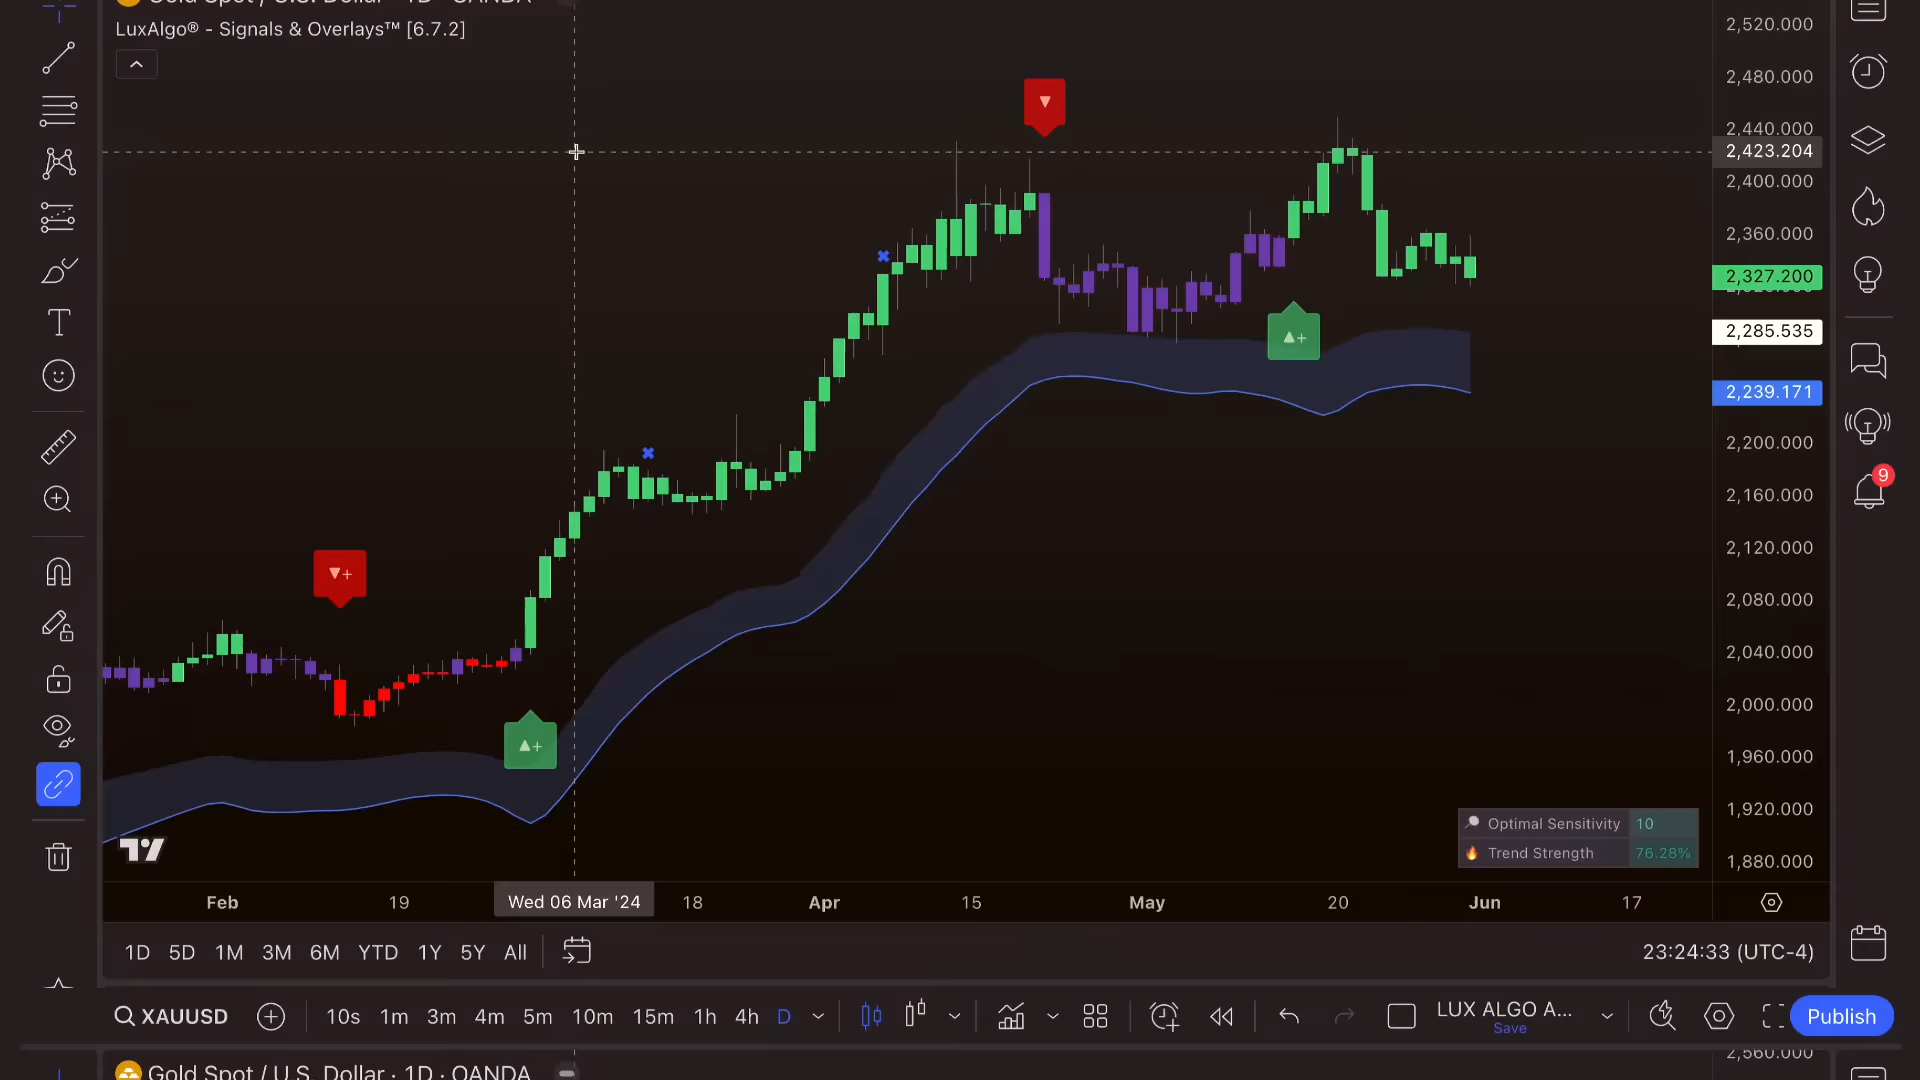 Gold Spot / U.S. Dollar · 1D · OANDA
LuxAlgo® - Signals & Overlays™ [6.7.2]
2,520.000
2,480.000
2,440.000
2,423.204
2,400.000
2,360.000
2,327.200
2,285.535
2,239.171
2,200.000
2,160.000
2,120.000
2,080.000
2,040.000
2,000.000
1,960.000
1,920.000
1,880.000
▼
▼+
▲+
▲+
9
Optimal Sensitivity 10
Trend Strength 76.28%
Feb 19 Wed 06 Mar '24 18 Apr 15 May 20 Jun 17
1D 5D 1M 3M 6M YTD 1Y 5Y All
23:24:33 (UTC-4)
XAUUSD 10s 1m 3m 4m 5m 10m 15m 1h 4h D
LUX ALGO A...
Save
Publish
2,560.000
Gold Spot / U.S. Dollar · 1D · OANDA